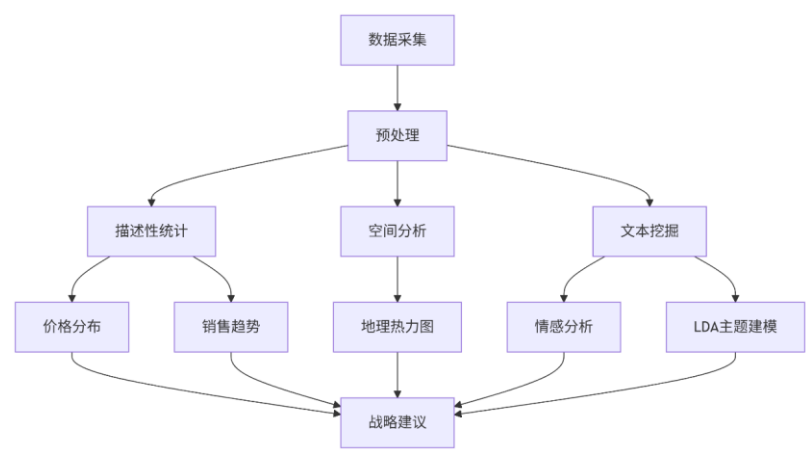 数据采集
预处理
描述性统计
空间分析
文本挖掘
价格分布
销售趋势
地理热力图
情感分析
LDA主题建模
战略建议